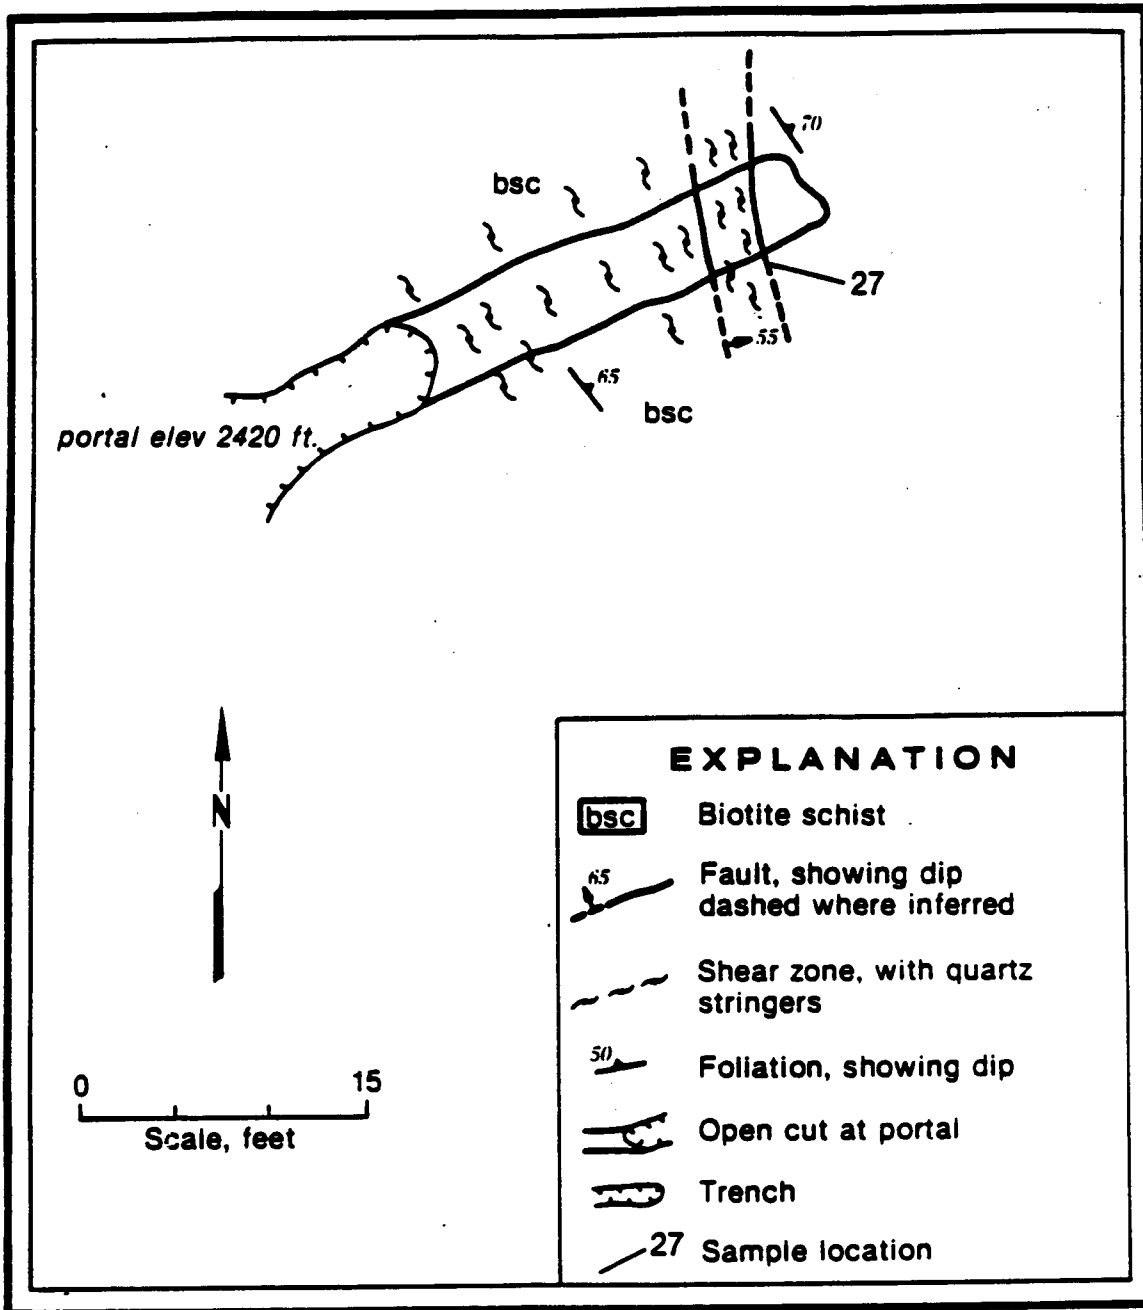 70
bsc
27
55
65
bsc
portal elev 2420 ft.
N
0 15
Scale, feet
EXPLANATION
bsc Biotite schist
65 Fault, showing dip
dashed where inferred
Shear zone, with quartz
stringers
50 Foliation, showing dip
Open cut at portal
Trench
27 Sample location